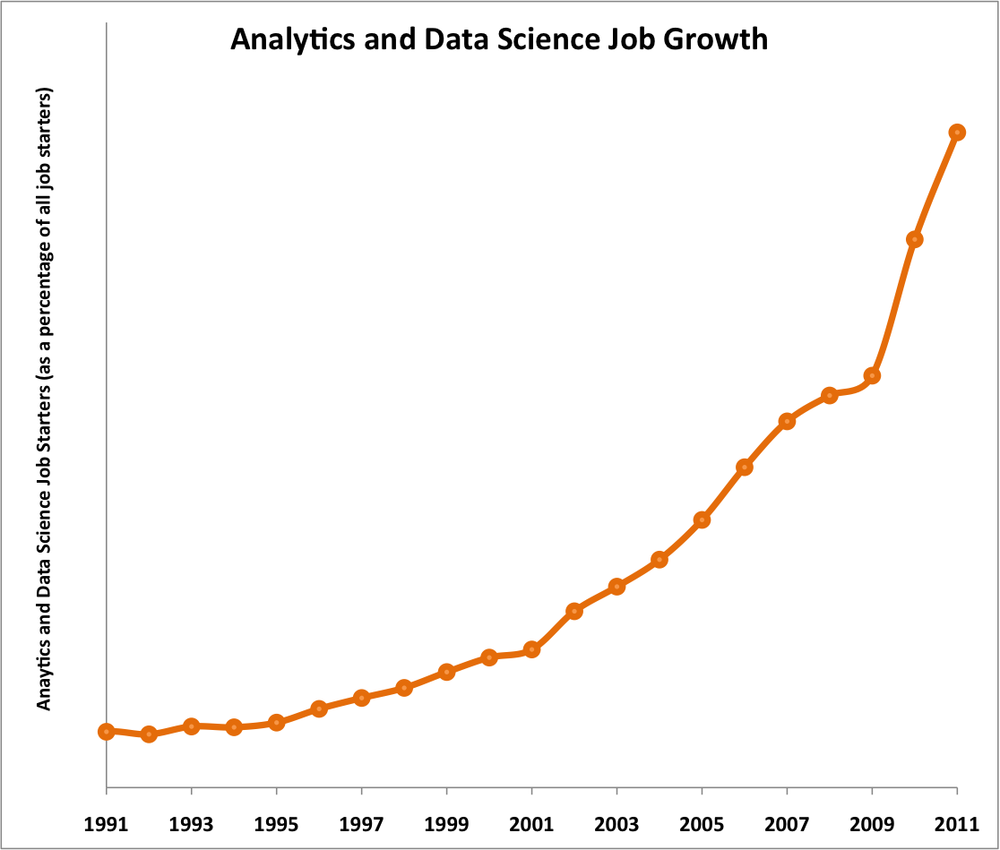 Analytics and Data Science Job Growth
Anaytics and Data Science Job Starters (as a percentage of all job starters)
1991 1993 1995 1997 1999 2001 2003 2005 2007 2009 2011